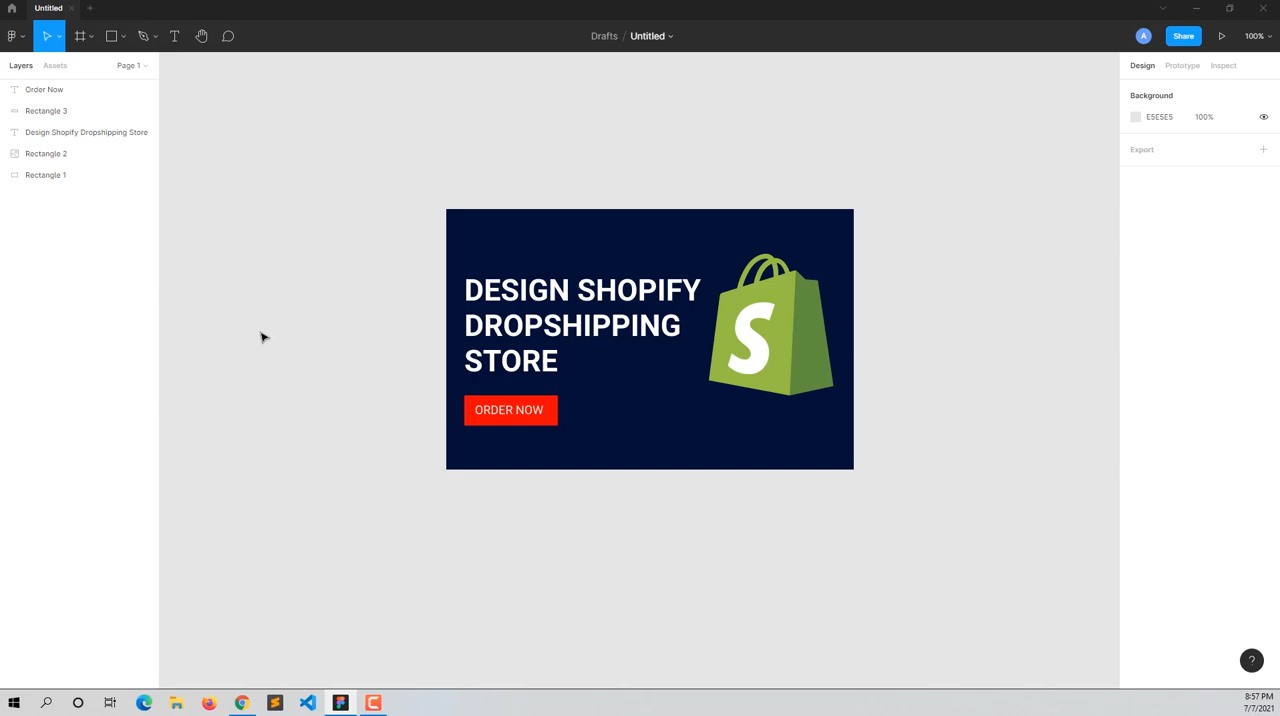 Untitled
Drafts / Untitled
A
Share
100%
Layers
Assets
Page 1
Order Now
Rectangle 3
Design Shopify Dropshipping Store
Rectangle 2
Rectangle 1
DESIGN SHOPIFY
DROPSHIPPING
STORE
ORDER NOW
S
Design
Prototype
Inspect
Background
E5E5E5
100%
Export
?
8:57 PM
7/7/2021